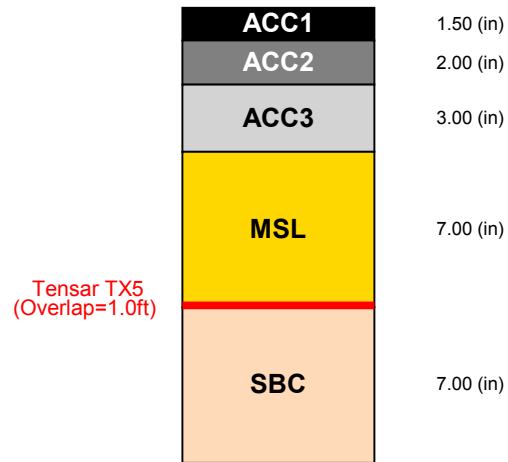 ACC1 1.50 (in)
ACC2 2.00 (in)
ACC3 3.00 (in)
MSL 7.00 (in)
Tensar TX5
(Overlap=1.0ft)
SBC 7.00 (in)